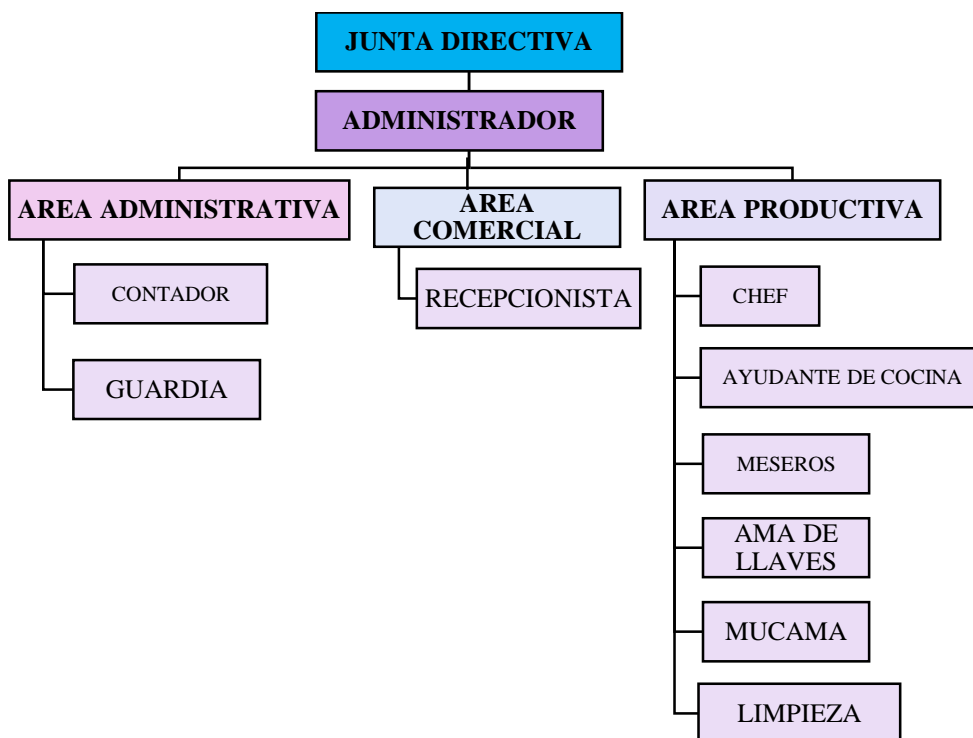 JUNTA DIRECTIVA
ADMINISTRADOR
AREA ADMINISTRATIVA
CONTADOR
GUARDIA
AREA
COMERCIAL
RECEPCIONISTA
AREA PRODUCTIVA
CHEF
AYUDANTE DE COCINA
MESEROS
AMA DE
LLAVES
MUCAMA
LIMPIEZA